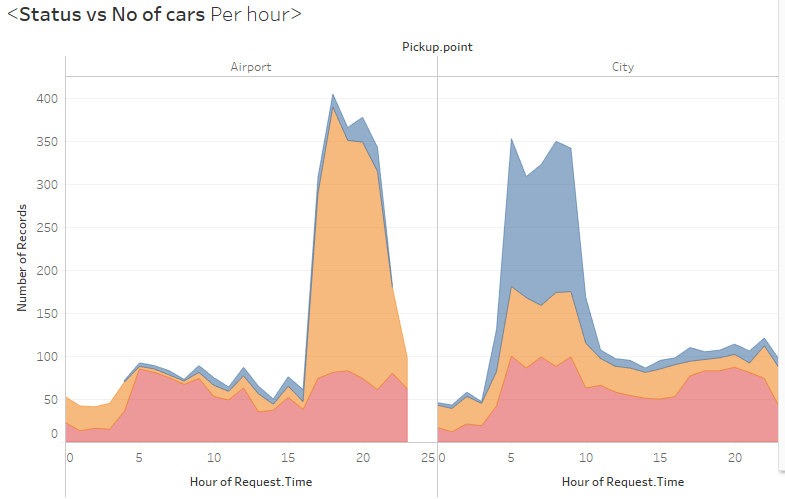 <Status vs No of cars Per hour>
Pickup.point
Airport City
400
350
300
250
200
150
100
50
0
Number of Records
0 5 10 15 20 25 0 5 10 15 20
Hour of Request.Time Hour of Request.Time